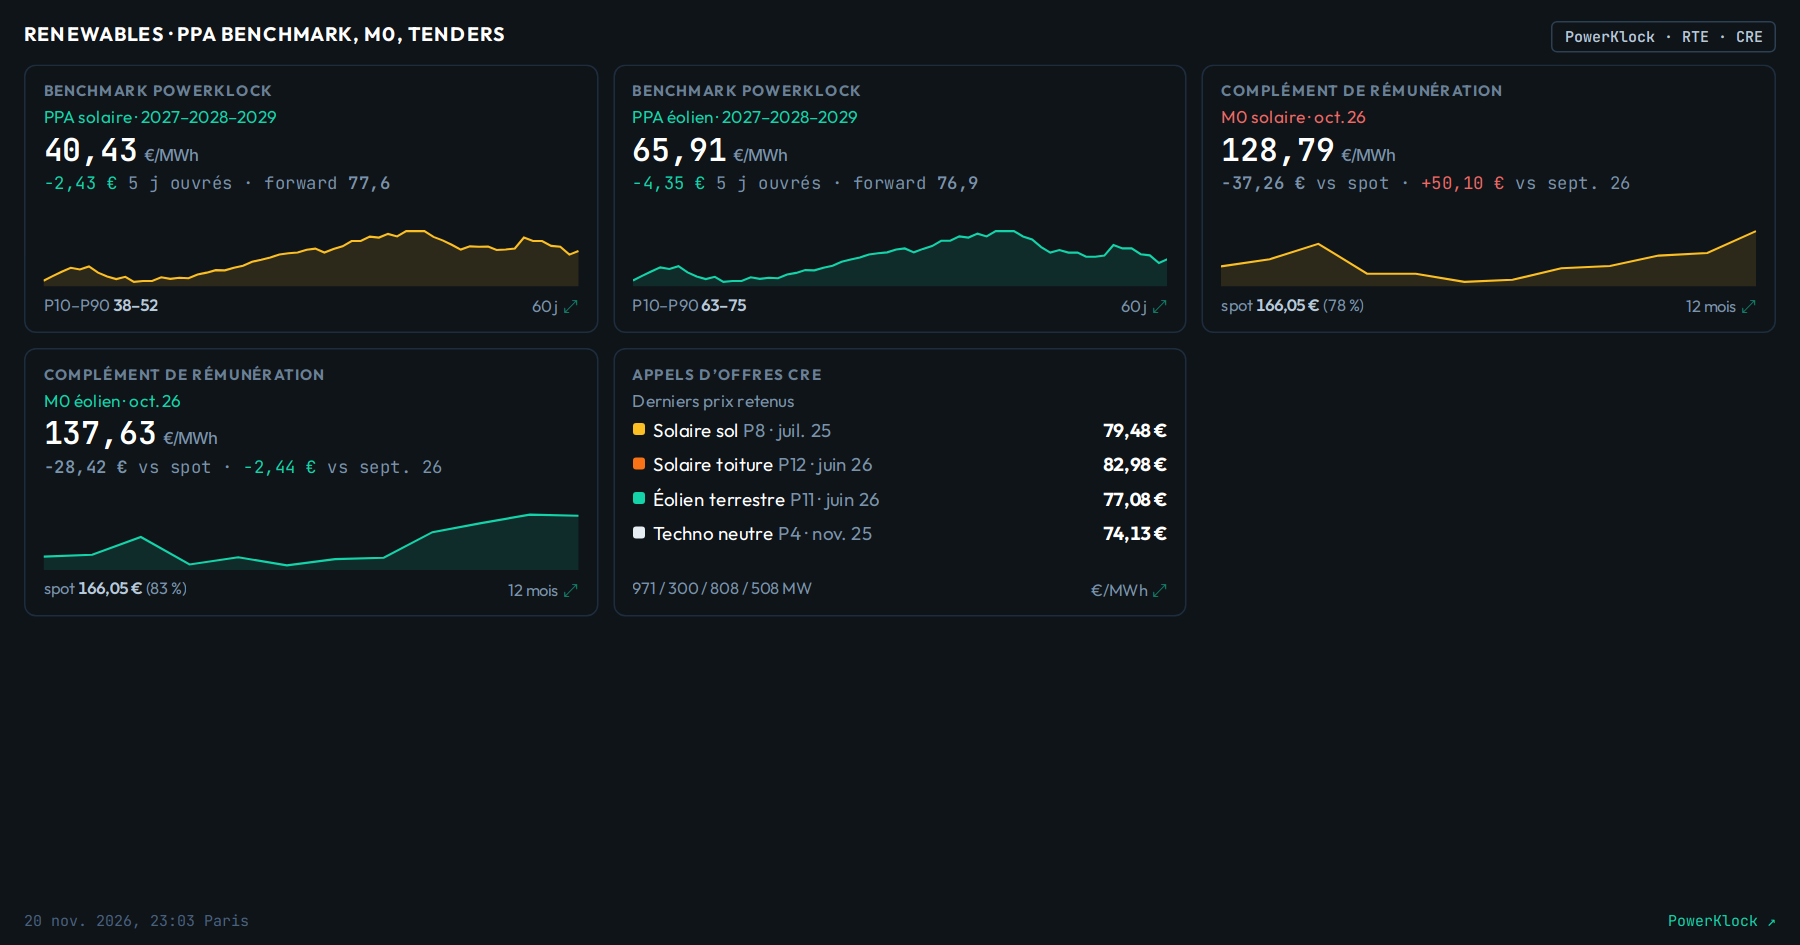 RENEWABLES · PPA BENCHMARK, M0, TENDERS
PowerKlock · RTE · CRE
BENCHMARK POWERKLOCK
PPA solaire · 2027–2028–2029
40,43 €/MWh
-2,43 € 5 j ouvrés · forward 77,6
P10–P90 38–52
60 j ⤢
BENCHMARK POWERKLOCK
PPA éolien · 2027–2028–2029
65,91 €/MWh
-4,35 € 5 j ouvrés · forward 76,9
P10–P90 63–75
60 j ⤢
COMPLÉMENT DE RÉMUNÉRATION
M0 solaire · oct. 26
128,79 €/MWh
-37,26 € vs spot · +50,10 € vs sept. 26
spot 166,05 € (78 %)
12 mois ⤢
COMPLÉMENT DE RÉMUNÉRATION
M0 éolien · oct. 26
137,63 €/MWh
-28,42 € vs spot · -2,44 € vs sept. 26
spot 166,05 € (83 %)
12 mois ⤢
APPELS D’OFFRES CRE
Derniers prix retenus
Solaire sol P8 · juil. 25 79,48 €
Solaire toiture P12 · juin 26 82,98 €
Éolien terrestre P11 · juin 26 77,08 €
Techno neutre P4 · nov. 25 74,13 €
971 / 300 / 808 / 508 MW
€/MWh ⤢
20 nov. 2026, 23:03 Paris
PowerKlock ↗